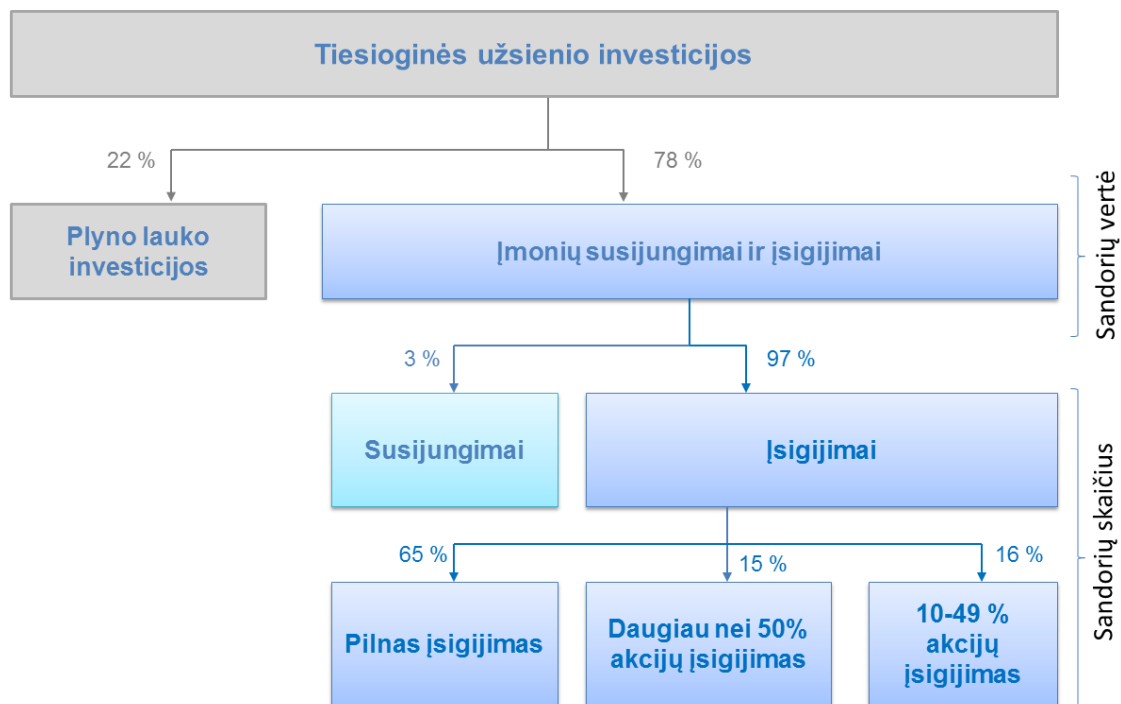 Tiesioginės užsienio investicijos
22 %
78 %
Plyno lauko
investicijos
Įmonių susijungimai ir įsigijimai
Sandorių vertė
3 %
97 %
Susijungimai
Įsigijimai
Sandorių skaičius
65 %
15 %
16 %
Pilnas įsigijimas
Daugiau nei 50%
akcijų įsigijimas
10-49 %
akcijų
įsigijimas